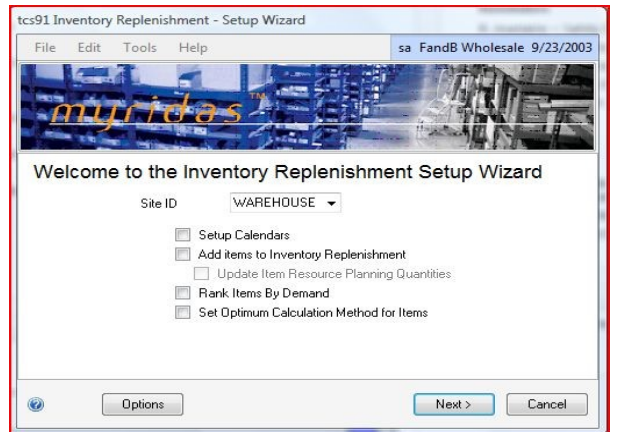 tcs91 Inventory Replenishment - Setup Wizard
File Edit Tools Help sa FandB Wholesale 9/23/2003
myridas™
Welcome to the Inventory Replenishment Setup Wizard
Site ID WAREHOUSE
Setup Calendars
Add items to Inventory Replenishment
Update Item Resource Planning Quantities
Rank Items By Demand
Set Optimum Calculation Method for Items
Options Next > Cancel